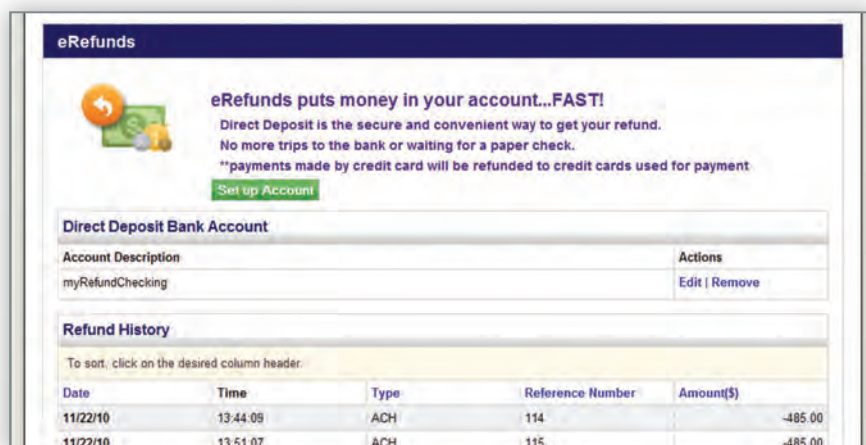 eRefunds
eRefunds puts money in your account...FAST!
Direct Deposit is the secure and convenient way to get your refund.
No more trips to the bank or waiting for a paper check.
**payments made by credit card will be refunded to credit cards used for payment
Set up Account
Direct Deposit Bank Account
Account Description Actions
myRefundChecking Edit | Remove
Refund History
To sort, click on the desired column header.
Date Time Type Reference Number Amount($)
11/22/10 13:44:09 ACH 114 -485.00
11/22/10 13:51:07 ACH 115 -485.00